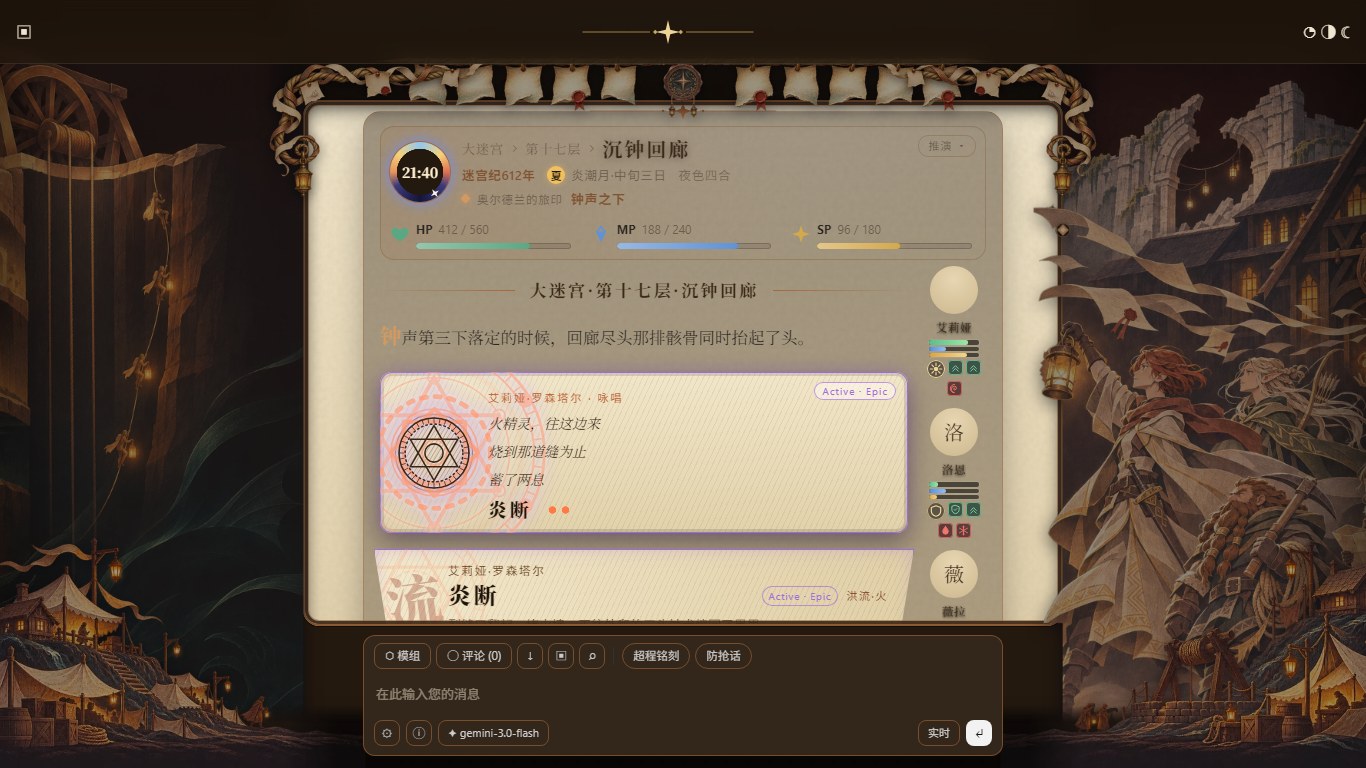 21:40
大迷宫 › 第十七层 › 沉钟回廊
推演
迷宫纪612年 夏 炎潮月·中旬三日 夜色四合
奥尔德兰的旅印 钟声之下
HP 412 / 560
MP 188 / 240
SP 96 / 180
大迷宫·第十七层·沉钟回廊
钟声第三下落定的时候，回廊尽头那排骸骨同时抬起了头。
艾莉娅·罗森塔尔 · 咏唱
Active · Epic
火精灵，往这边来
烧到那道缝为止
蓄了两息
炎断
流
艾莉娅·罗森塔尔
炎断
Active · Epic
洪流·火
艾莉娅
洛
洛恩
薇
薇拉
模组
评论 (0)
超程铭刻
防抢话
在此输入您的消息
gemini-3.0-flash
实时